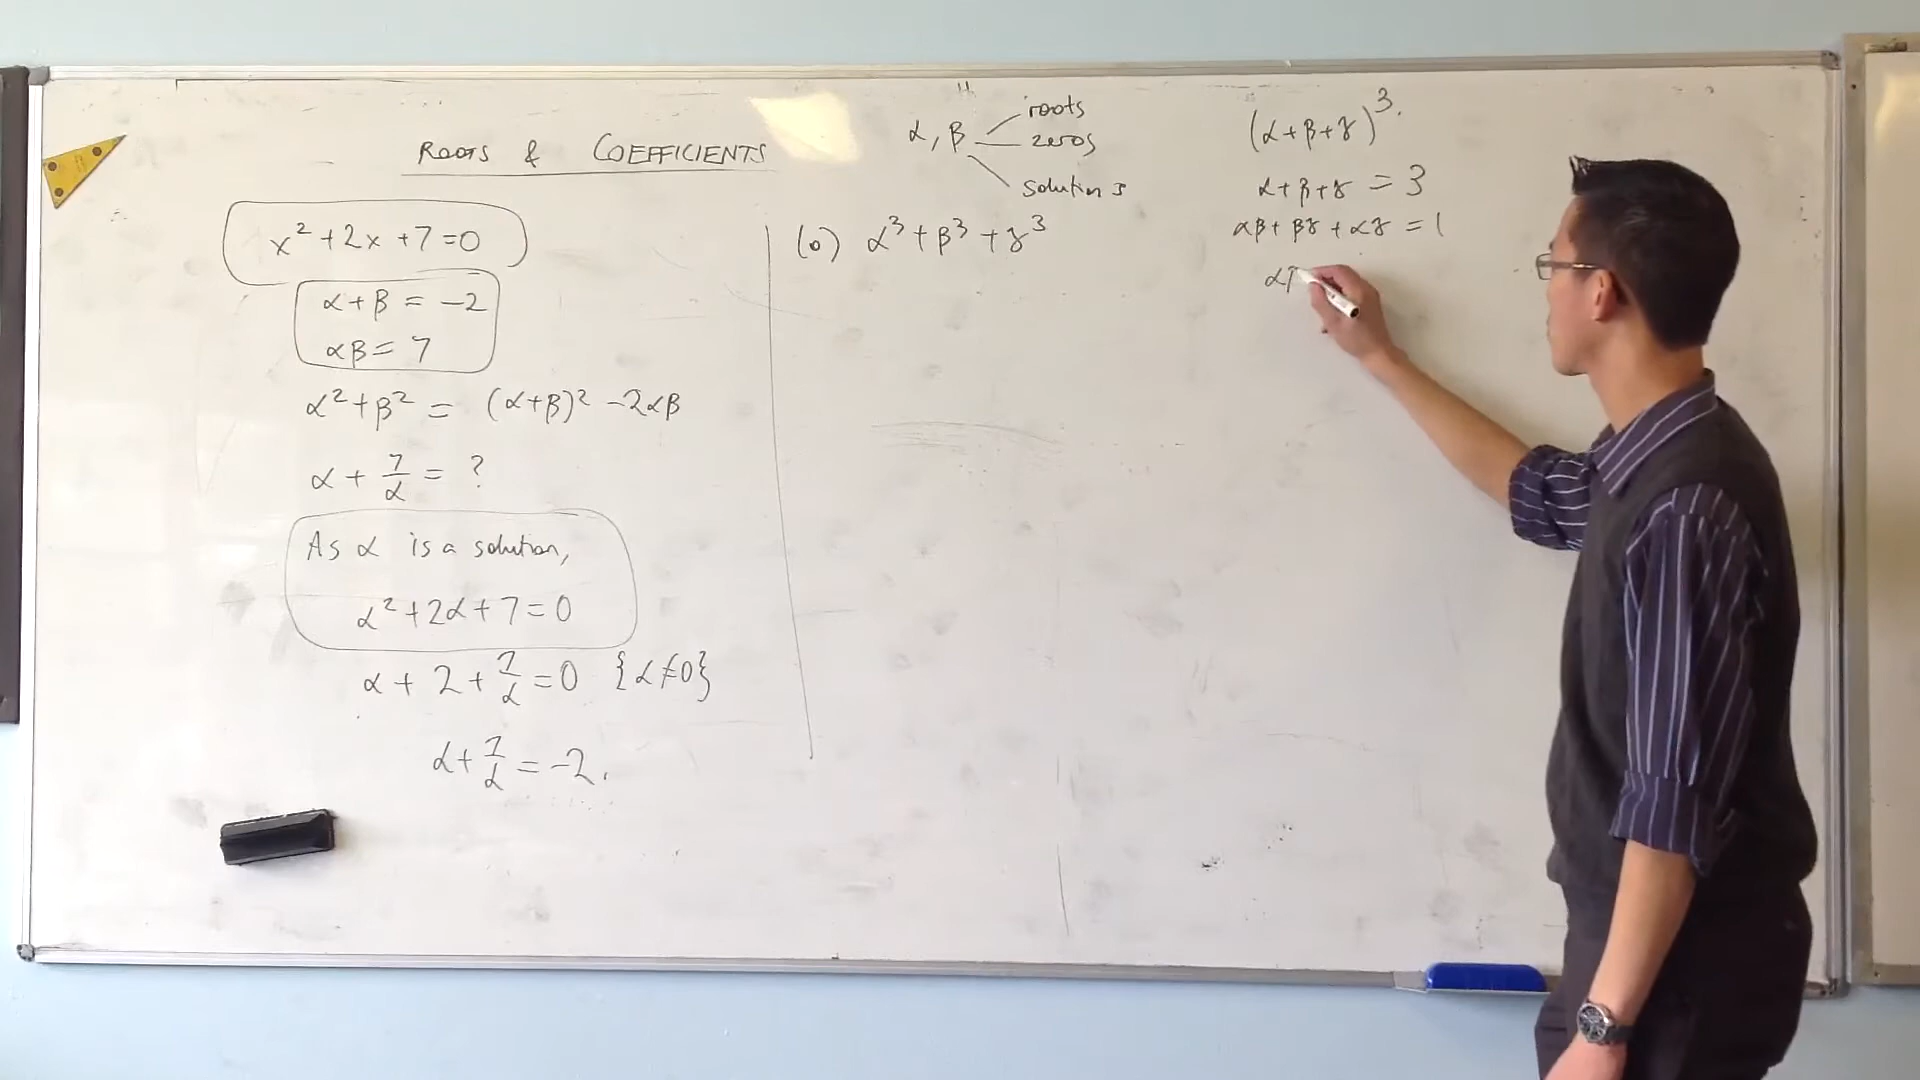 ROOTS & COEFFICIENTS
x² + 2x + 7 = 0
α + β = -2
αβ = 7
α² + β² = (α+β)² - 2αβ
α + 7/α = ?
As α is a solution,
α² + 2α + 7 = 0
α + 2 + 7/α = 0 {α ≠ 0}
α + 7/α = -2.
α, β
roots
zeros
solutions
(o) α³ + β³ + γ³
(α + β + γ)³.
α + β + γ = 3
αβ + βγ + αγ = 1
αβ